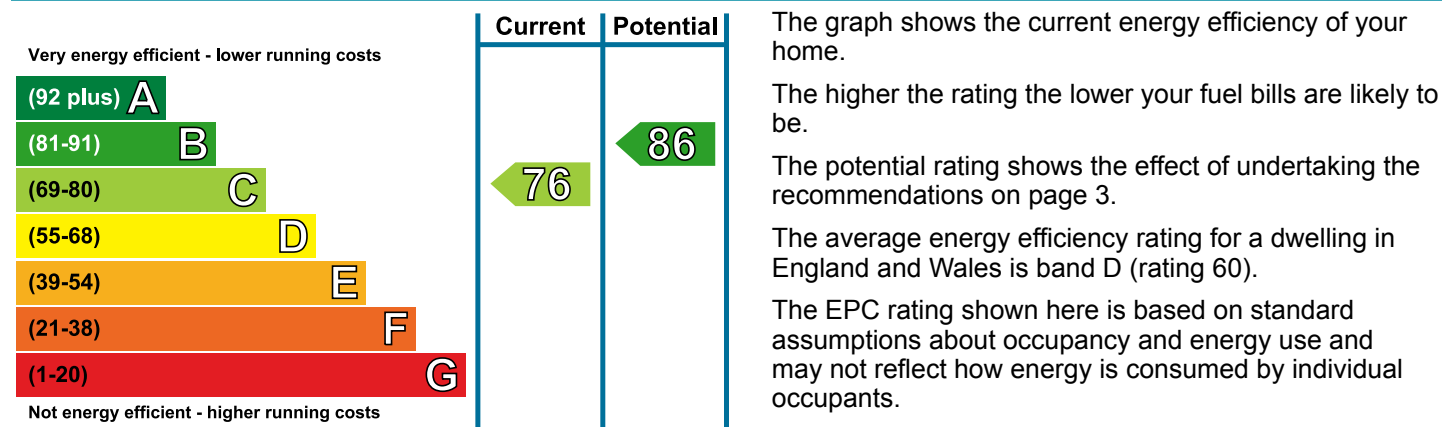 Current Potential
Very energy efficient - lower running costs
(92 plus) A
(81-91) B
86
(69-80) C
76
(55-68) D
(39-54) E
(21-38) F
(1-20) G
Not energy efficient - higher running costs
The graph shows the current energy efficiency of your
home.
The higher the rating the lower your fuel bills are likely to
be.
The potential rating shows the effect of undertaking the
recommendations on page 3.
The average energy efficiency rating for a dwelling in
England and Wales is band D (rating 60).
The EPC rating shown here is based on standard
assumptions about occupancy and energy use and
may not reflect how energy is consumed by individual
occupants.